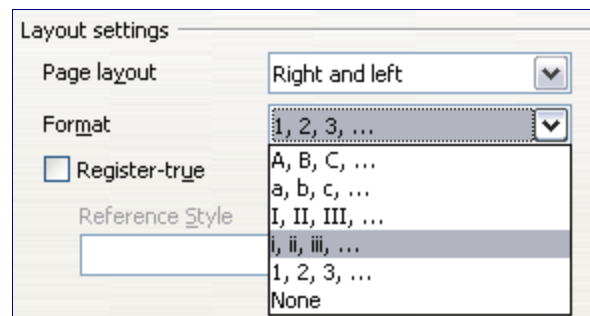 Layout settings
Page layout Right and left
Format 1, 2, 3, ...
Register-true
Reference Style
A, B, C, ...
a, b, c, ...
I, II, III, ...
i, ii, iii, ...
1, 2, 3, ...
None